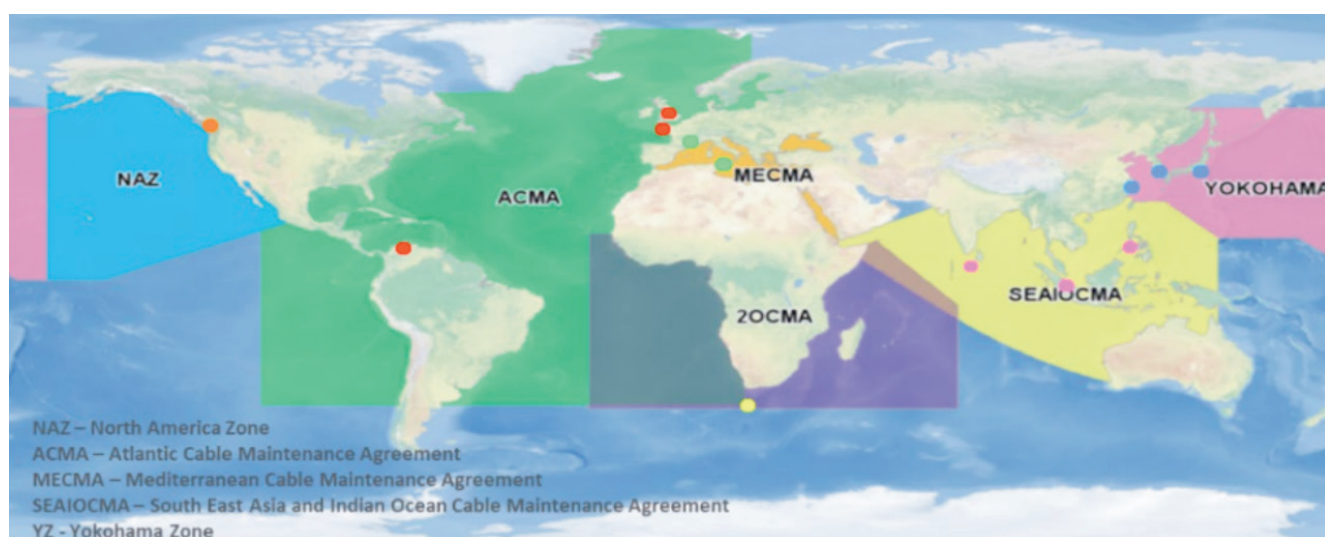 NAZ
ACMA
MECMA
YOKOHAMA
SEAIOCMA
2OCMA
NAZ – North America Zone
ACMA – Atlantic Cable Maintenance Agreement
MECMA – Mediterranean Cable Maintenance Agreement
SEAIOCMA – South East Asia and Indian Ocean Cable Maintenance Agreement
YZ - Yokohama Zone